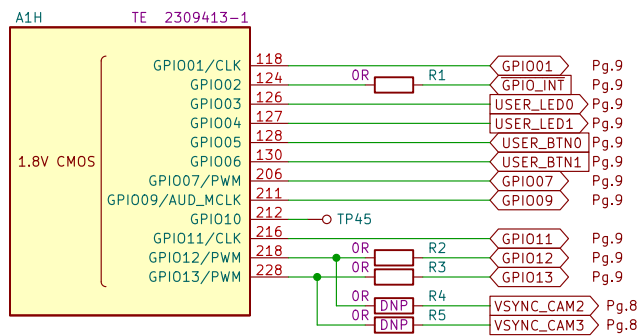 A1H TE 2309413-1
GPIO01/CLK 118 GPIO01 Pg.9
GPIO02 124 0R R1 GPIO_INT Pg.9
GPIO03 126 USER_LED0 Pg.9
GPIO04 127 USER_LED1 Pg.9
GPIO05 128 USER_BTN0 Pg.9
1.8V CMOS GPIO06 130 USER_BTN1 Pg.9
GPIO07/PWM 206 GPIO07 Pg.9
GPIO09/AUD_MCLK 211 GPIO09 Pg.9
GPIO10 212 TP45
GPIO11/CLK 216 GPIO11 Pg.9
GPIO12/PWM 218 0R R2 GPIO12 Pg.9
GPIO13/PWM 228 0R R3 GPIO13 Pg.9
0R DNP R4 VSYNC_CAM2 Pg.8
0R DNP R5 VSYNC_CAM3 Pg.8